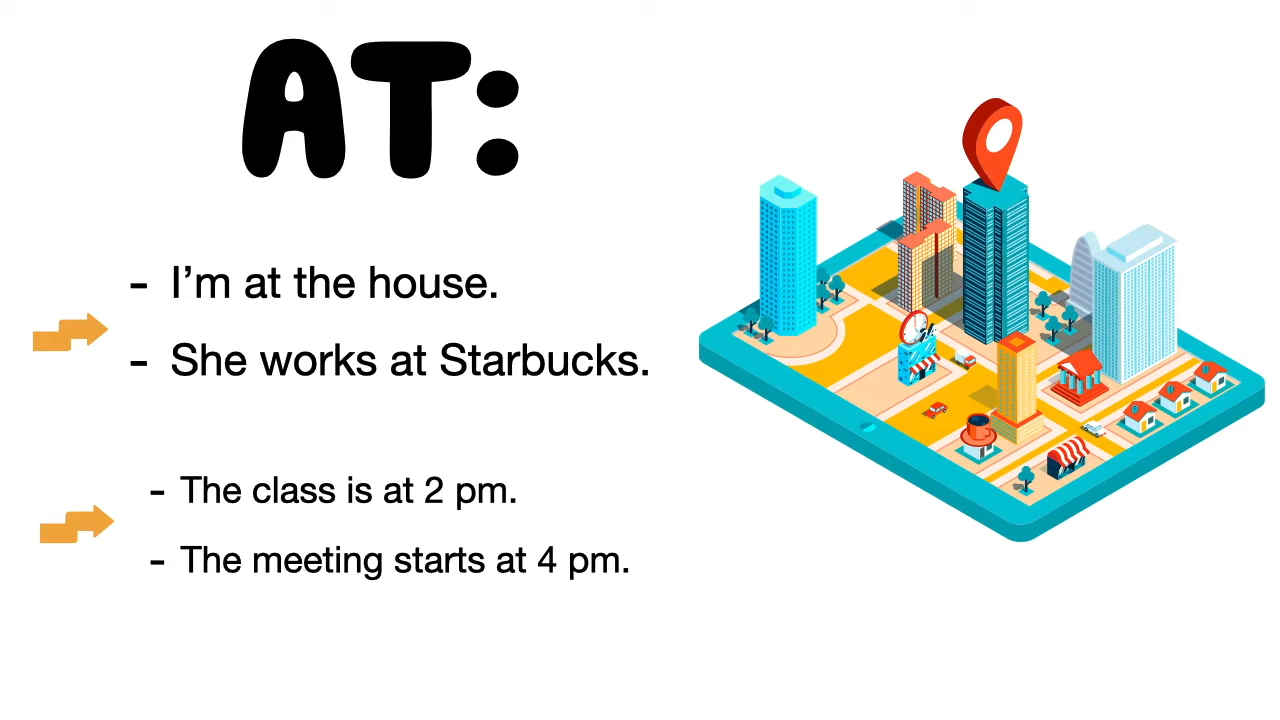 AT:
- I’m at the house.
- She works at Starbucks.
- The class is at 2 pm.
- The meeting starts at 4 pm.